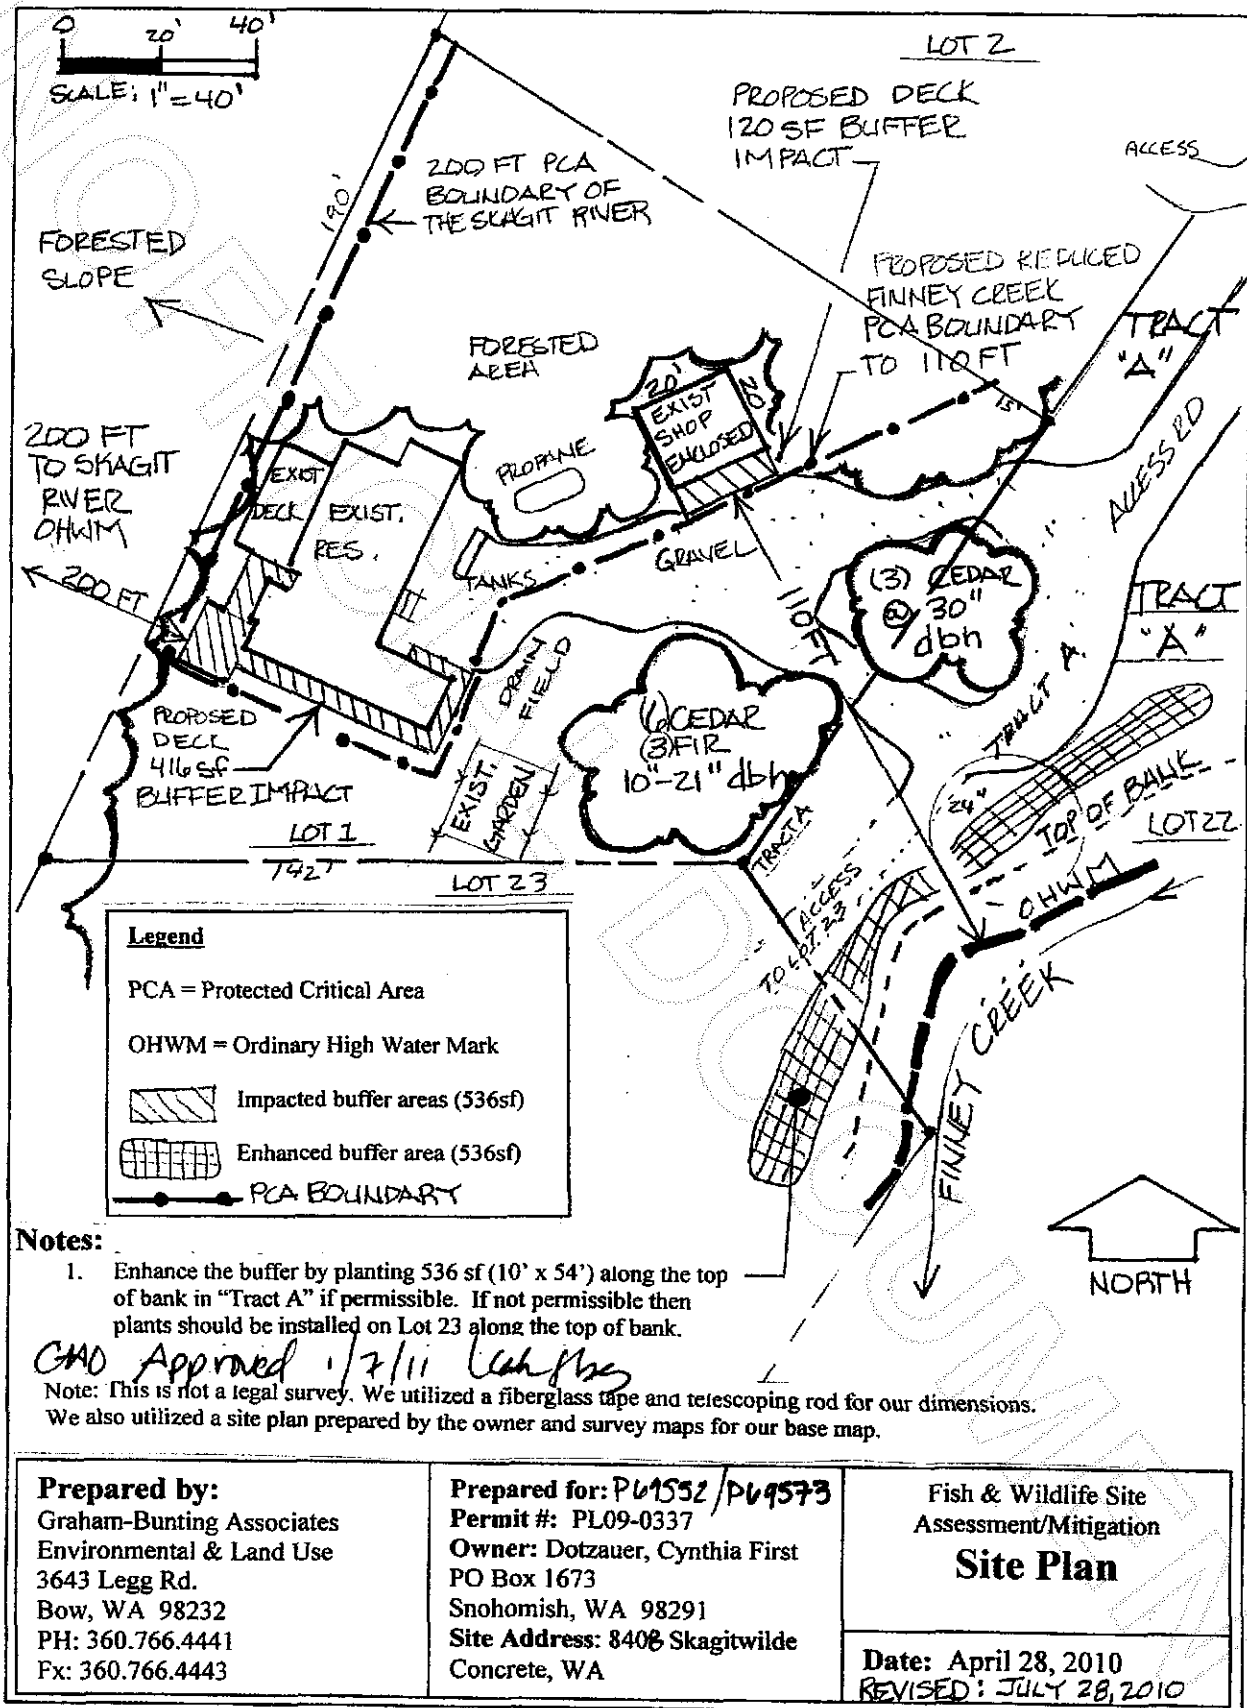 0 20' 40'
SCALE: 1"=40'
LOT 2
PROPOSED DECK
120 SF BUFFER
IMPACT
ACCESS
200 FT PCA
BOUNDARY OF
THE SKAGIT RIVER
190'
FORESTED
SLOPE
PROPOSED REDUCED
FINNEY CREEK
PCA BOUNDARY
TO 110 FT
TRACT
"A"
FORESTED
AREA
20'
20'
EXIST
SHOP
ENCLOSED
15'
ACCESS RD
200 FT
TO SKAGIT
RIVER
OHWM
200 FT
EXIST
DECK
EXIST.
RES.
PROPANE
TANKS
GRAVEL
110 FT
(3) CEDAR
@ 30"
dbh
TRACT
"A"
TRACT A
DRAIN
FIELD
(6) CEDAR
(3) FIR
10"-21" dbh
PROPOSED
DECK
416 sf
BUFFER IMPACT
EXIST.
GARDEN
24"
TOP OF BANK
LOT 22
LOT 1
142'
LOT 23
TRACT A
ACCESS
TO LOT 23
OHWM
FINNEY CREEK
Legend
PCA = Protected Critical Area
OHWM = Ordinary High Water Mark
Impacted buffer areas (536sf)
Enhanced buffer area (536sf)
PCA BOUNDARY
NORTH
Notes:
1. Enhance the buffer by planting 536 sf (10' x 54') along the top
of bank in “Tract A” if permissible. If not permissible then
plants should be installed on Lot 23 along the top of bank.
CAO Approved 1/7/11
Note: This is not a legal survey. We utilized a fiberglass tape and telescoping rod for our dimensions.
We also utilized a site plan prepared by the owner and survey maps for our base map.
Prepared by:
Graham-Bunting Associates
Environmental & Land Use
3643 Legg Rd.
Bow, WA 98232
PH: 360.766.4441
Fx: 360.766.4443
Prepared for: P69552/P69573
Permit #: PL09-0337
Owner: Dotzauer, Cynthia First
PO Box 1673
Snohomish, WA 98291
Site Address: 8408 Skagitwilde
Concrete, WA
Fish & Wildlife Site
Assessment/Mitigation
Site Plan
Date: April 28, 2010
REVISED: JULY 28, 2010